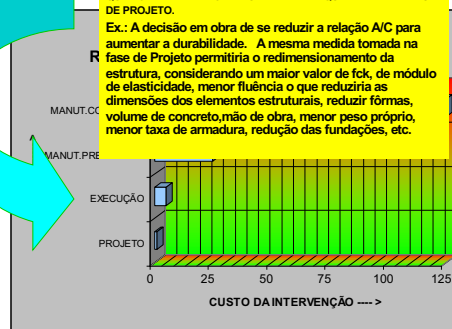 DE PROJETO.
Ex.: A decisão em obra de se reduzir a relação A/C para
aumentar a durabilidade. A mesma medida tomada na
fase de Projeto permitiria o redimensionamento da
estrutura, considerando um maior valor de fck, de módulo
de elasticidade, menor fluência o que reduziria as
dimensões dos elementos estruturais, reduzir fôrmas,
volume de concreto,mão de obra, menor peso próprio,
menor taxa de armadura, redução das fundações, etc.
R
MANUT.CO
MANUT.PRE
EXECUÇÃO
PROJETO
0 25 50 75 100 125
CUSTO DA INTERVENÇÃO ---- >